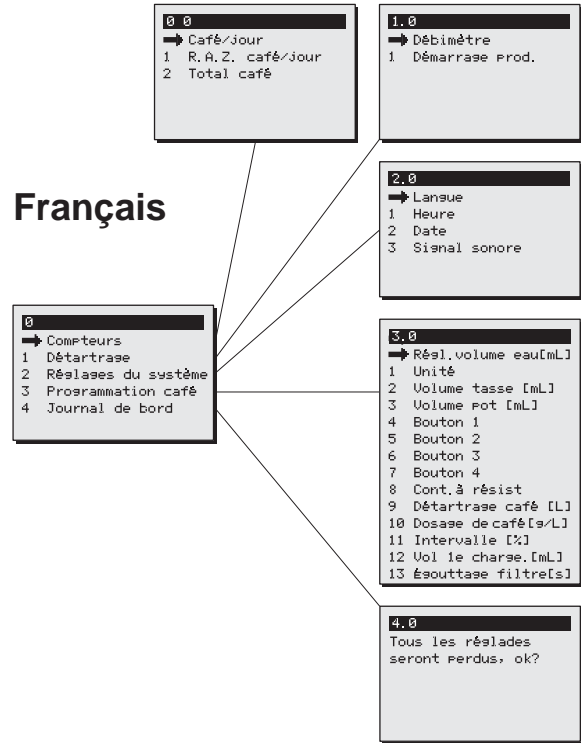 0 0
Café/jour
1 R.A.Z. café/jour
2 Total café
1.0
Débimètre
1 Démarrage prod.
Français
2.0
Langue
1 Heure
2 Date
3 Signal sonore
0
Compteurs
1 Détartrage
2 Réglages du système
3 Programmation café
4 Journal de bord
3.0
Régl.volume eau[mL]
1 Unité
2 Volume tasse [mL]
3 Volume pot [mL]
4 Bouton 1
5 Bouton 2
6 Bouton 3
7 Bouton 4
8 Cont.à résist
9 Détartrage café [L]
10 Dosage de café[g/L]
11 Intervalle [%]
12 Vol 1e charge.[mL]
13 Égouttage filtre[s]
4.0
Tous les réglades
seront perdus, ok?